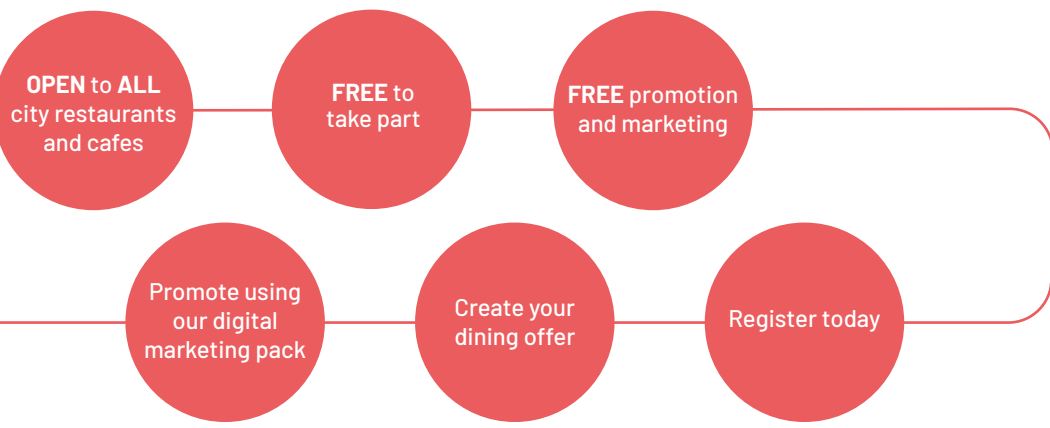 OPEN to ALL
city restaurants
and cafes
FREE to
take part
FREE promotion
and marketing
Register today
Create your
dining offer
Promote using
our digital
marketing pack